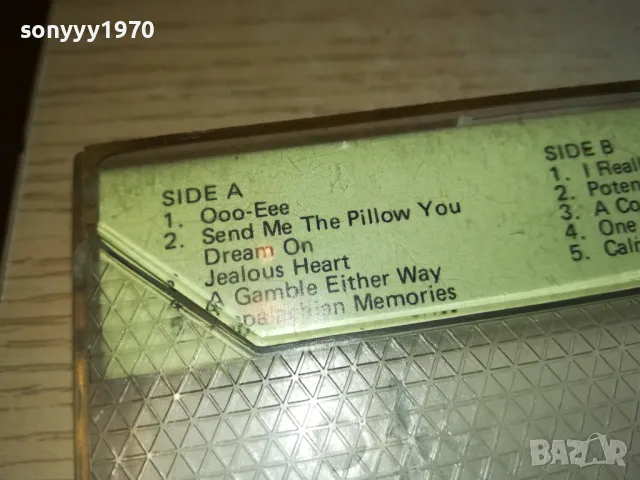 sonyyy1970
SIDE A
1. Ooo-Eee
2. Send Me The Pillow You
Dream On
Jealous Heart
A Gamble Either Way
Memories
SIDE B
1. I
2.
3. A
4. One
5.
BAZAR